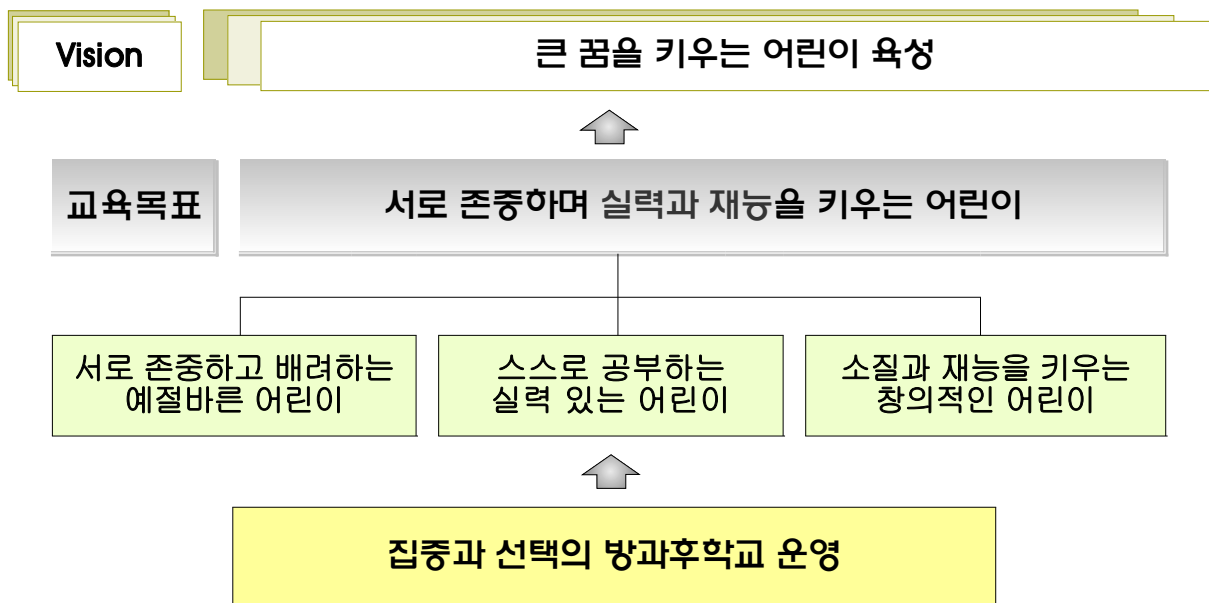 Vision
큰 꿈을 키우는 어린이 육성
교육목표
서로 존중하며 실력과 재능을 키우는 어린이
서로 존중하고 배려하는
예절바른 어린이
스스로 공부하는
실력 있는 어린이
소질과 재능을 키우는
창의적인 어린이
집중과 선택의 방과후학교 운영